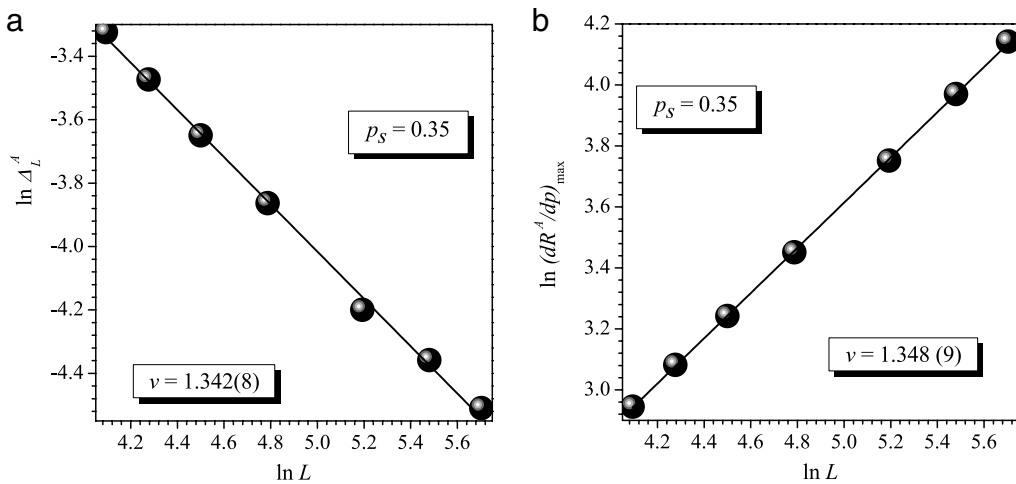 a
-3.4
-3.6
-3.8
-4.0
-4.2
-4.4
ln Δ_L^A
p_S = 0.35
ν = 1.342(8)
4.2 4.4 4.6 4.8 5.0 5.2 5.4 5.6
ln L
b
4.2
4.0
3.8
3.6
3.4
3.2
3.0
ln (dR^A/dp)_max
p_S = 0.35
ν = 1.348 (9)
4.2 4.4 4.6 4.8 5.0 5.2 5.4 5.6
ln L